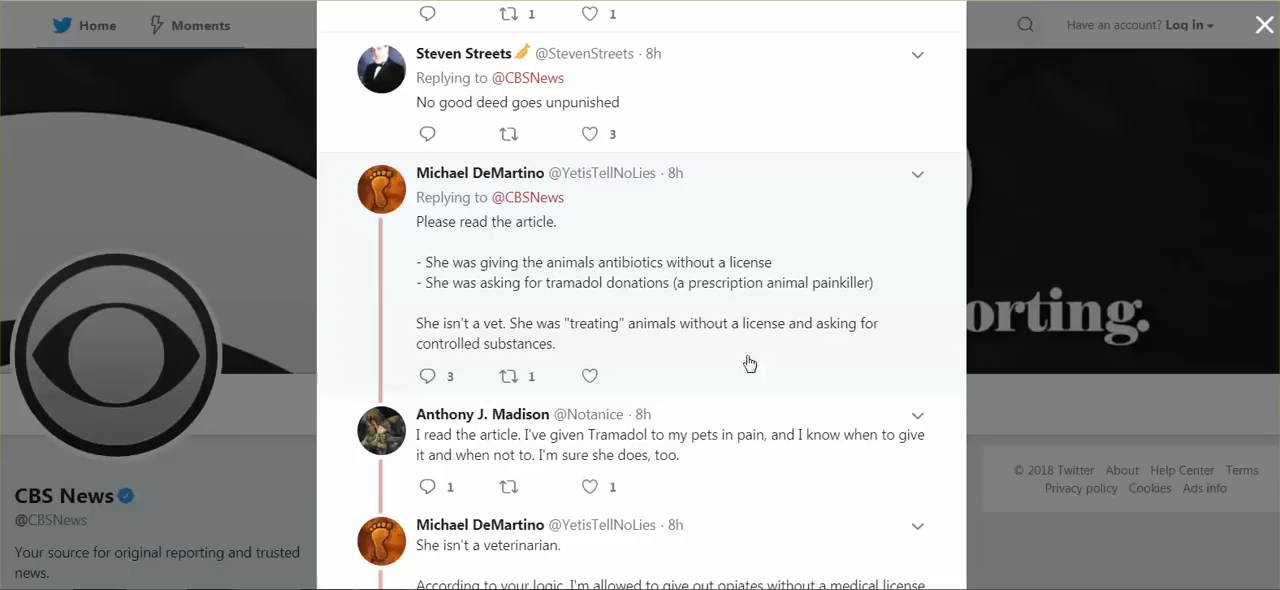 Home
Moments
Have an account? Log in
1
1
Steven Streets @StevenStreets · 8h
Replying to @CBSNews
No good deed goes unpunished
3
Michael DeMartino @YetisTellNoLies · 8h
Replying to @CBSNews
Please read the article.
- She was giving the animals antibiotics without a license
- She was asking for tramadol donations (a prescription animal painkiller)
She isn't a vet. She was "treating" animals without a license and asking for
controlled substances.
3
1
Anthony J. Madison @Notanice · 8h
I read the article. I've given Tramadol to my pets in pain, and I know when to give
it and when not to. I'm sure she does, too.
1
1
Michael DeMartino @YetisTellNoLies · 8h
She isn't a veterinarian.
According to your logic, I'm allowed to give out opiates without a medical license
CBS News
@CBSNews
Your source for original reporting and trusted
news.
orting.
© 2018 Twitter About Help Center Terms
Privacy policy Cookies Ads info